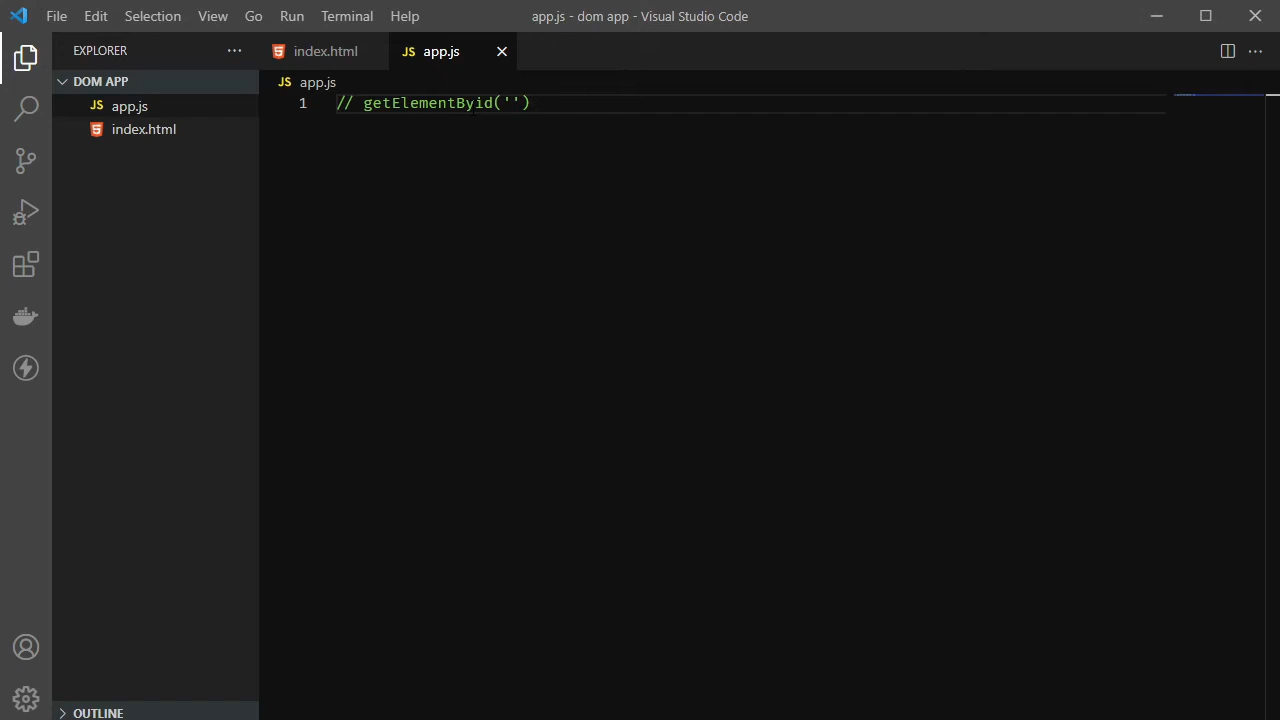 File Edit Selection View Go Run Terminal Help
app.js - dom app - Visual Studio Code
EXPLORER
index.html
JS app.js
DOM APP
JS app.js
index.html
JS app.js
1 // getElementByid('')
OUTLINE